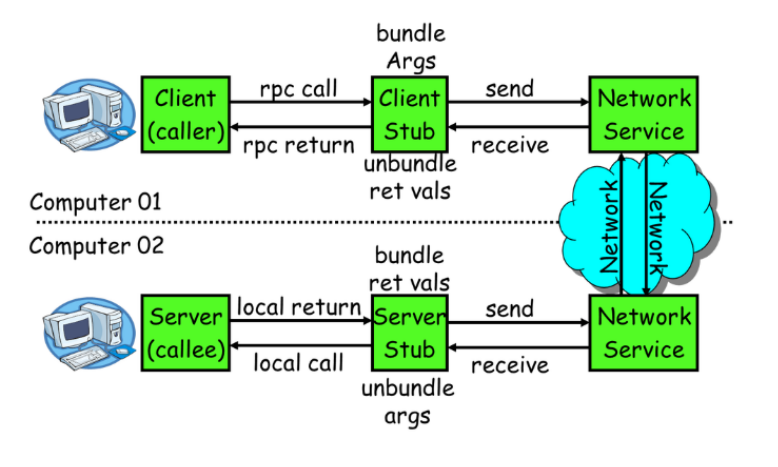 bundle
Args
Client
(caller)
rpc call
rpc return
Client
Stub
send
receive
Network
Service
unbundle
ret vals
Computer 01
Network
Network
Computer 02
bundle
ret vals
Server
(callee)
local return
local call
Server
Stub
send
receive
Network
Service
unbundle
args